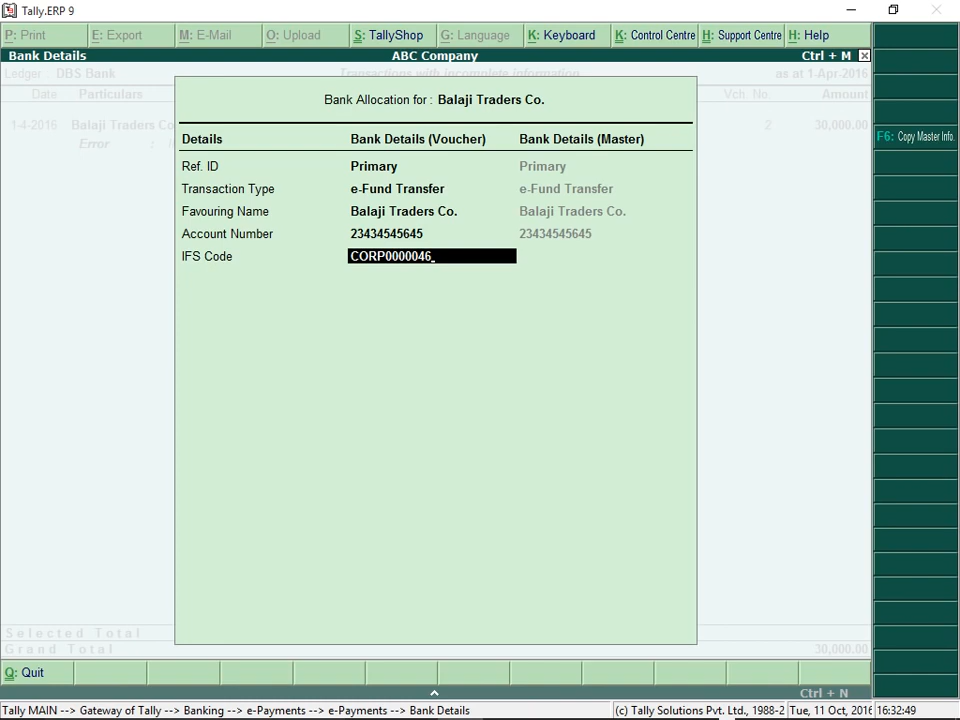 Tally.ERP 9
P: Print E: Export M: E-Mail O: Upload S: TallyShop G: Language K: Keyboard K: Control Centre H: Support Centre H: Help
Bank Details ABC Company Ctrl + M
Ledger : DBS Bank Transactions with incomplete information as at 1-Apr-2016
Date Particulars Vch. No. Amount
Bank Allocation for : Balaji Traders Co.
1-4-2016 Balaji Traders Co 2 30,000.00
Error :
F6: Copy Master Info.
Details Bank Details (Voucher) Bank Details (Master)
Ref. ID Primary Primary
Transaction Type e-Fund Transfer e-Fund Transfer
Favouring Name Balaji Traders Co. Balaji Traders Co.
Account Number 23434545645 23434545645
IFS Code CORP0000046_
Selected Total
Grand Total 30,000.00
Q: Quit
Ctrl + N
Tally MAIN --> Gateway of Tally --> Banking --> e-Payments --> e-Payments --> Bank Details (c) Tally Solutions Pvt. Ltd., 1988-2 Tue, 11 Oct, 2016 16:32:49